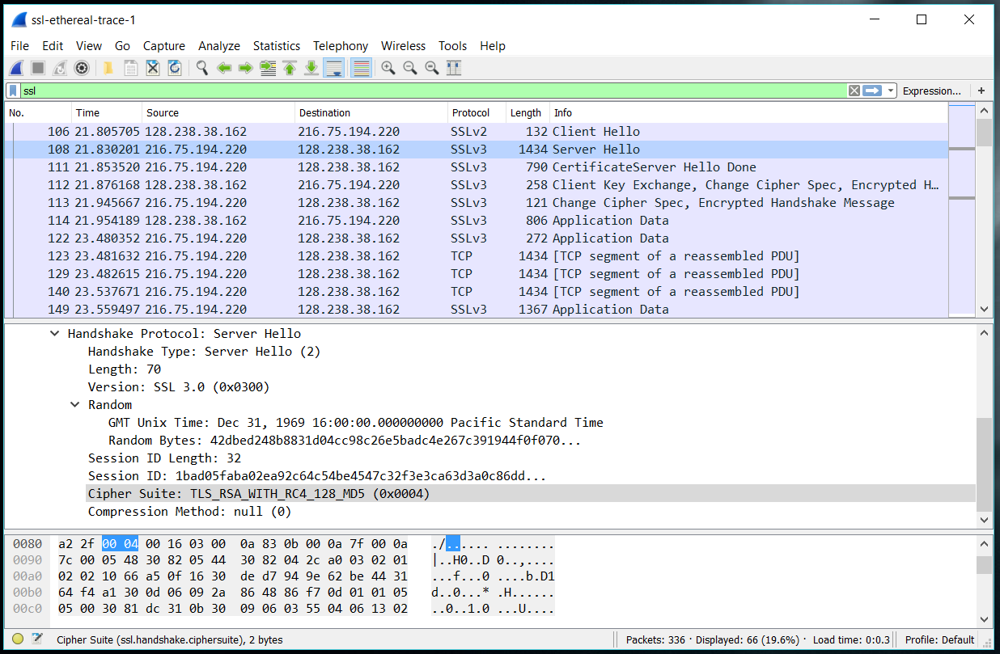 ssl-ethereal-trace-1
File Edit View Go Capture Analyze Statistics Telephony Wireless Tools Help
ssl Expression... +
No. Time Source Destination Protocol Length Info
106 21.805705 128.238.38.162 216.75.194.220 SSLv2 132 Client Hello
108 21.830201 216.75.194.220 128.238.38.162 SSLv3 1434 Server Hello
111 21.853520 216.75.194.220 128.238.38.162 SSLv3 790 CertificateServer Hello Done
112 21.876168 128.238.38.162 216.75.194.220 SSLv3 258 Client Key Exchange, Change Cipher Spec, Encrypted H…
113 21.945667 216.75.194.220 128.238.38.162 SSLv3 121 Change Cipher Spec, Encrypted Handshake Message
114 21.954189 128.238.38.162 216.75.194.220 SSLv3 806 Application Data
122 23.480352 216.75.194.220 128.238.38.162 SSLv3 272 Application Data
123 23.481632 216.75.194.220 128.238.38.162 TCP 1434 [TCP segment of a reassembled PDU]
129 23.482615 216.75.194.220 128.238.38.162 TCP 1434 [TCP segment of a reassembled PDU]
140 23.537671 216.75.194.220 128.238.38.162 TCP 1434 [TCP segment of a reassembled PDU]
149 23.559497 216.75.194.220 128.238.38.162 SSLv3 1367 Application Data
Handshake Protocol: Server Hello
Handshake Type: Server Hello (2)
Length: 70
Version: SSL 3.0 (0x0300)
Random
GMT Unix Time: Dec 31, 1969 16:00:00.000000000 Pacific Standard Time
Random Bytes: 42dbed248b8831d04cc98c26e5badc4e267c391944f0f070...
Session ID Length: 32
Session ID: 1bad05faba02ea92c64c54be4547c32f3e3ca63d3a0c86dd...
Cipher Suite: TLS_RSA_WITH_RC4_128_MD5 (0x0004)
Compression Method: null (0)
0080 a2 2f 00 04 00 16 03 00 0a 83 0b 00 0a 7f 00 0a ./...... ........
0090 7c 00 05 48 30 82 05 44 30 82 04 2c a0 03 02 01 |..H0..D 0..,....
00a0 02 02 10 66 a5 0f 16 30 de d7 94 9e 62 be 44 31 ...f...0 ....b.D1
00b0 64 f4 a1 30 0d 06 09 2a 86 48 86 f7 0d 01 01 05 d..0...* .H......
00c0 05 00 30 81 dc 31 0b 30 09 06 03 55 04 06 13 02 ..0..1.0 ...U....
Cipher Suite (ssl.handshake.ciphersuite), 2 bytes Packets: 336 · Displayed: 66 (19.6%) · Load time: 0:0.3 Profile: Default